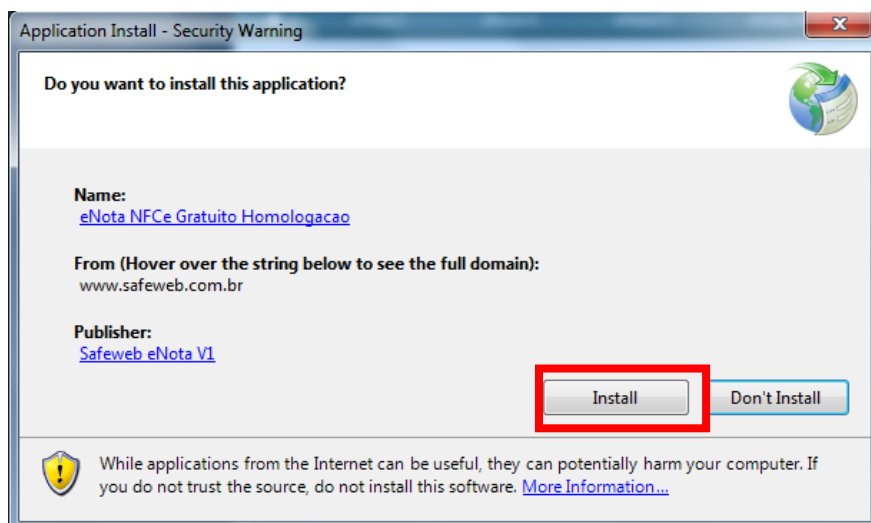 Application Install - Security Warning
Do you want to install this application?
Name:
eNota NFCe Gratuito Homologacao
From (Hover over the string below to see the full domain):
www.safeweb.com.br
Publisher:
Safeweb eNota V1
Install
Don't Install
While applications from the Internet can be useful, they can potentially harm your computer. If
you do not trust the source, do not install this software. More Information...